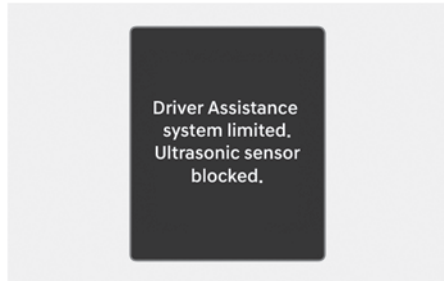 Driver Assistance
system limited.
Ultrasonic sensor
blocked.